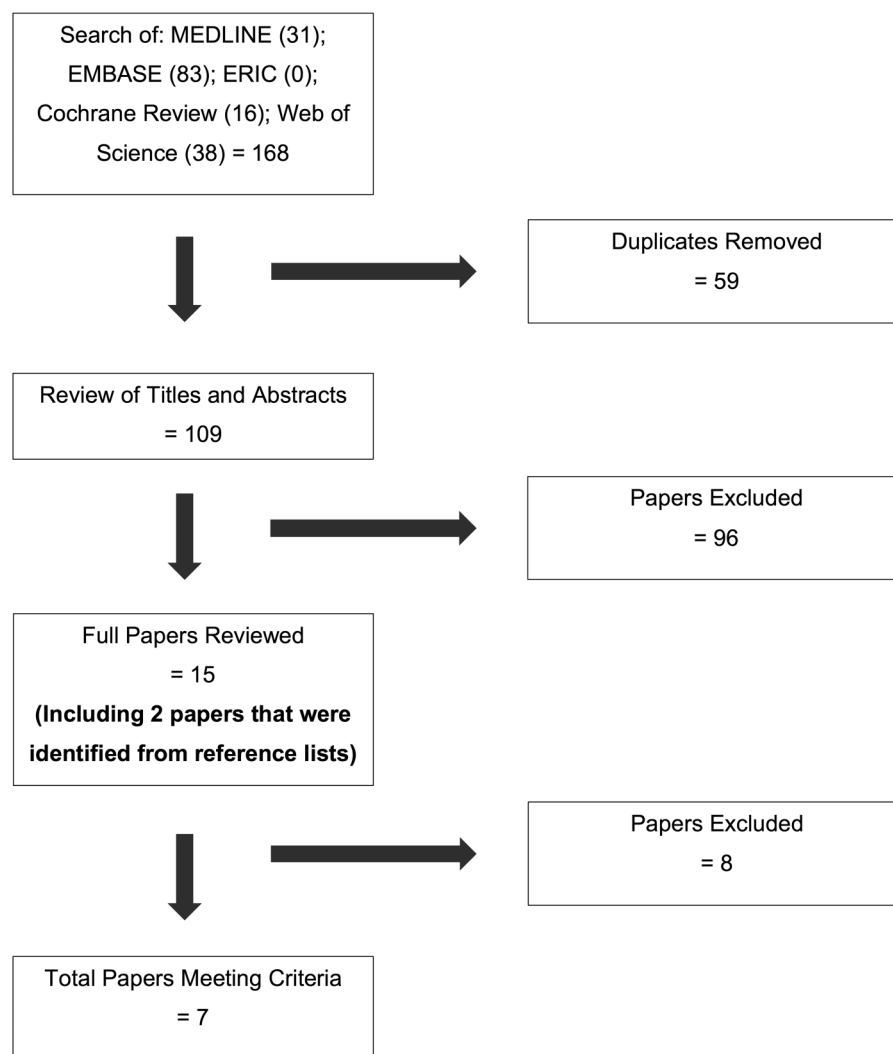 Search of: MEDLINE (31);
EMBASE (83); ERIC (0);
Cochrane Review (16); Web of
Science (38) = 168
Duplicates Removed
= 59
Review of Titles and Abstracts
= 109
Papers Excluded
= 96
Full Papers Reviewed
= 15
(Including 2 papers that were
identified from reference lists)
Papers Excluded
= 8
Total Papers Meeting Criteria
= 7